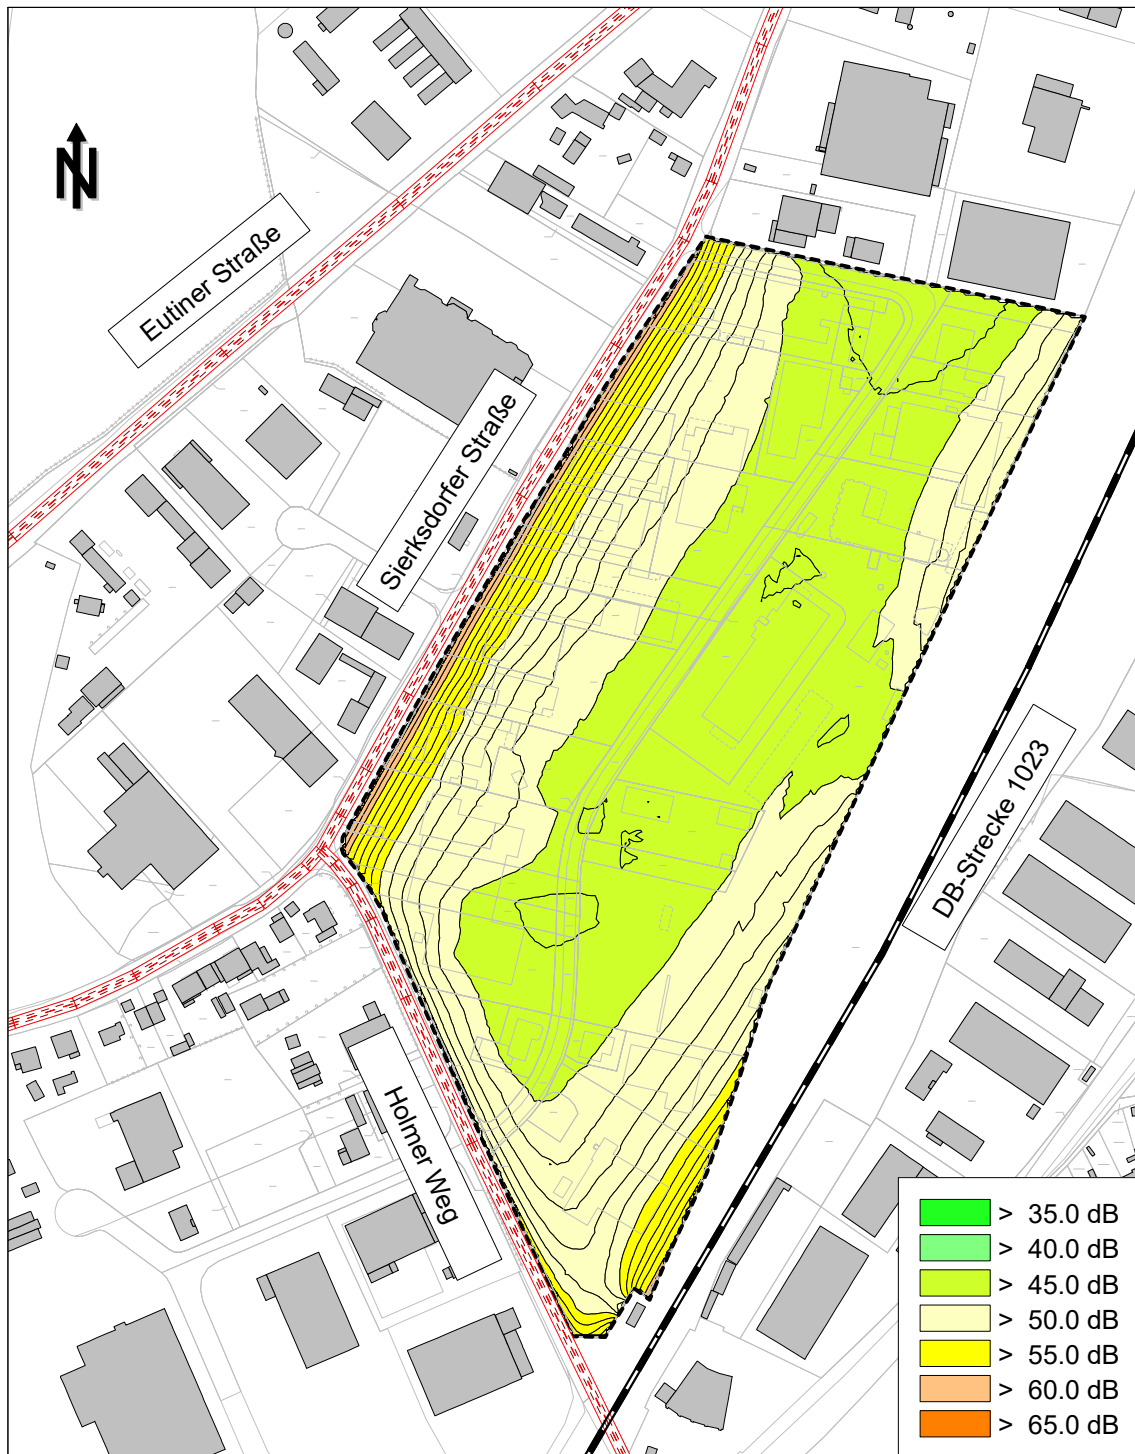 N
Eutiner Straße
Sierksdorfer Straße
DB-Strecke 1023
Holmer Weg
> 35.0 dB
> 40.0 dB
> 45.0 dB
> 50.0 dB
> 55.0 dB
> 60.0 dB
> 65.0 dB